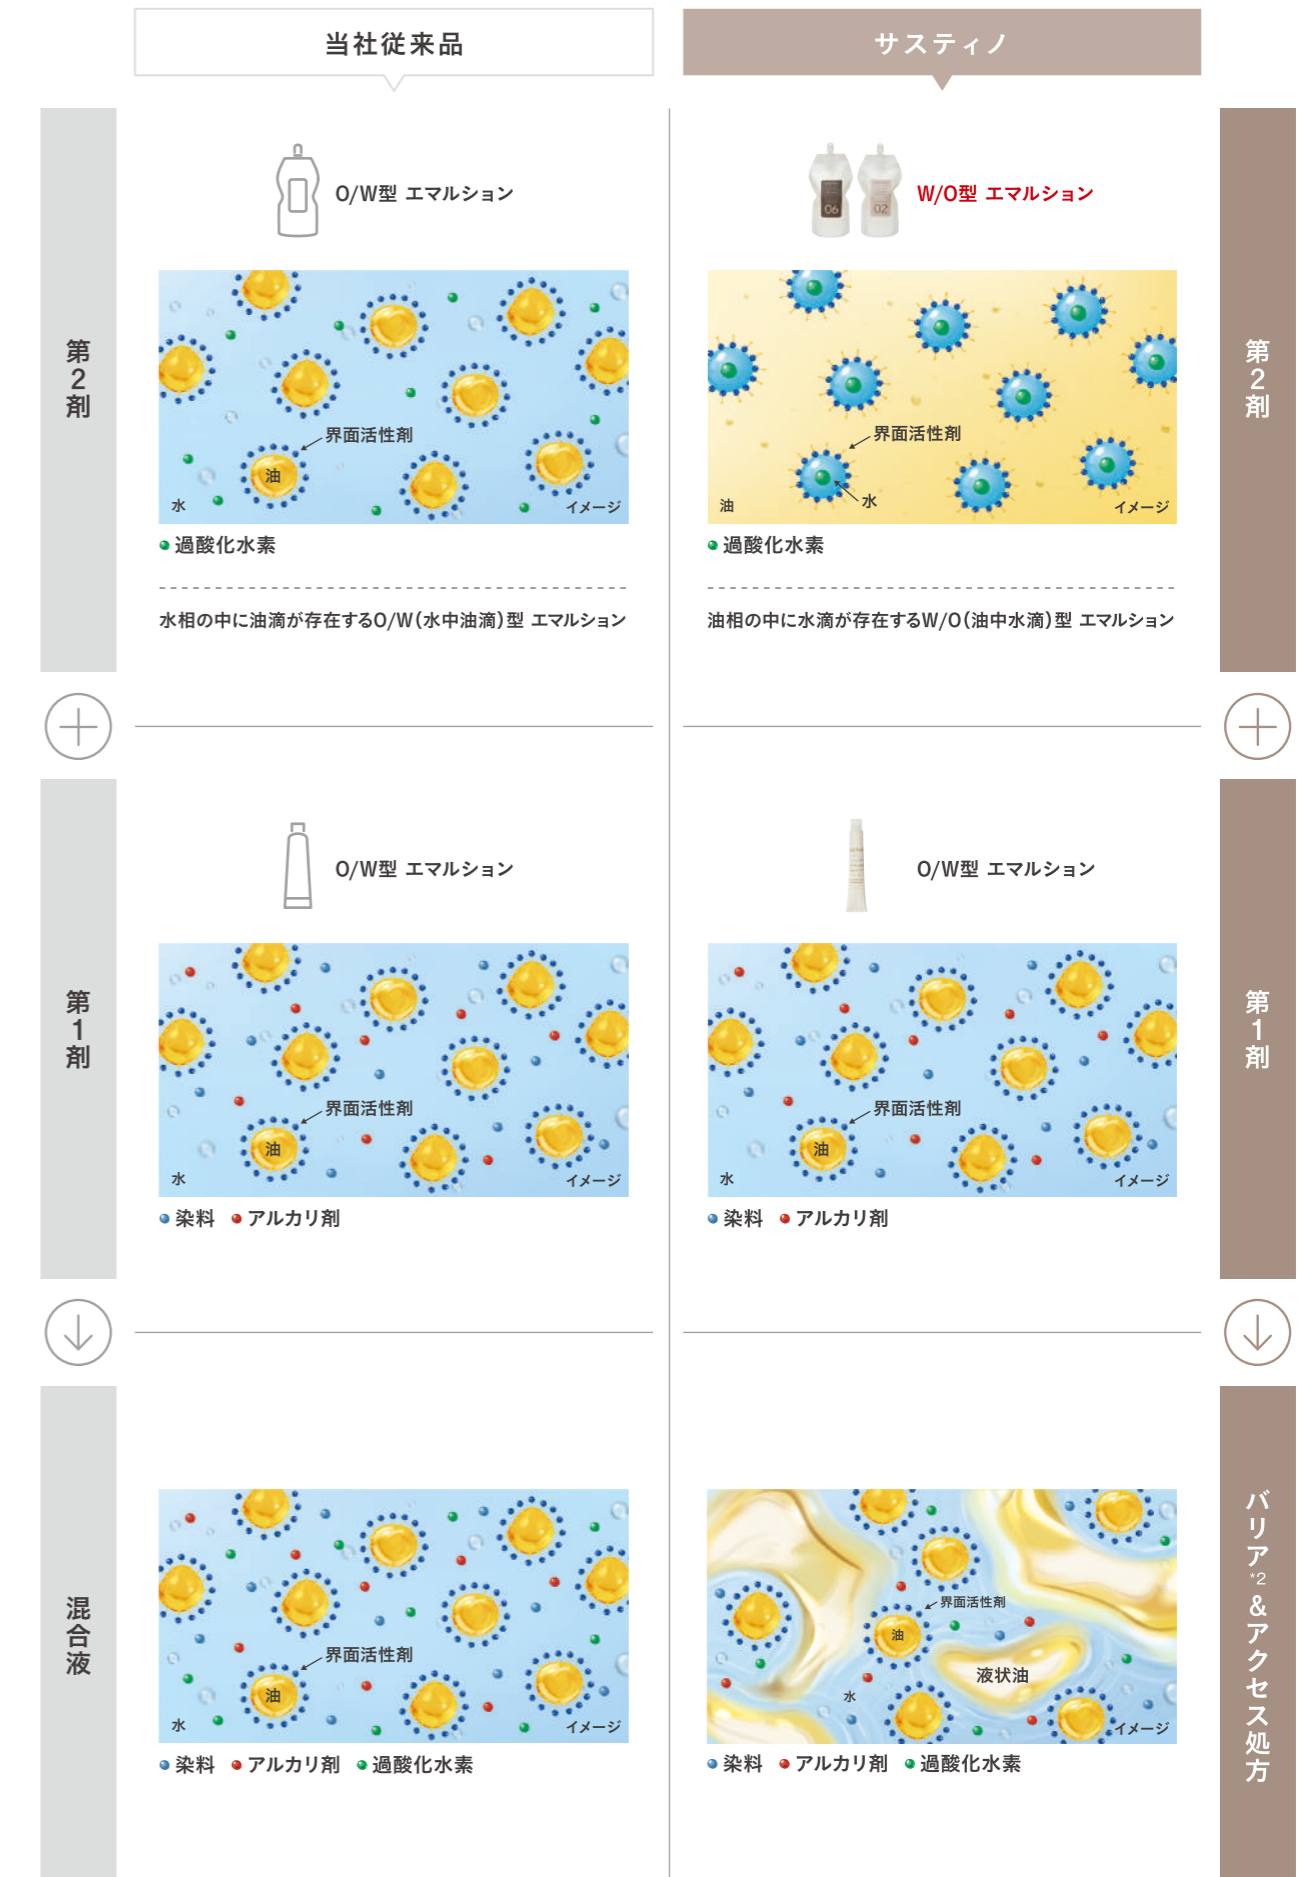 当社従来品
サスティノ
第2剤
O/W型 エマルション
界面活性剤
油
水
イメージ
過酸化水素
水相の中に油滴が存在するO/W(水中油滴)型 エマルション
06
02
W/O型 エマルション
界面活性剤
水
油
イメージ
過酸化水素
油相の中に水滴が存在するW/O(油中水滴)型 エマルション
第2剤
第1剤
O/W型 エマルション
界面活性剤
油
水
イメージ
染料 アルカリ剤
O/W型 エマルション
界面活性剤
油
水
イメージ
染料 アルカリ剤
第1剤
混合液
界面活性剤
油
水
イメージ
染料 アルカリ剤 過酸化水素
界面活性剤
油
液状油
水
イメージ
染料 アルカリ剤 過酸化水素
バリア*2&アクセス処方